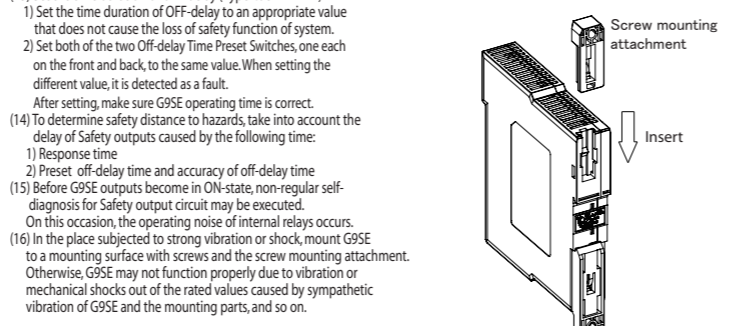 1) Set the time duration of OFF-delay to an appropriate value
that does not cause the loss of safety function of system.
2) Set both of the two Off-delay Time Preset Switches, one each
on the front and back, to the same value. When setting the
different value, it is detected as a fault.
After setting, make sure G9SE operating time is correct.
(14) To determine safety distance to hazards, take into account the
delay of Safety outputs caused by the following time:
1) Response time
2) Preset off-delay time and accuracy of off-delay time
(15) Before G9SE outputs become in ON-state, non-regular self-
diagnosis for Safety output circuit may be executed.
On this occasion, the operating noise of internal relays occurs.
(16) In the place subjected to strong vibration or shock, mount G9SE
to a mounting surface with screws and the screw mounting attachment.
Otherwise, G9SE may not function properly due to vibration or
mechanical shocks out of the rated values caused by sympathetic
vibration of G9SE and the mounting parts, and so on.
Screw mounting
attachment
Insert